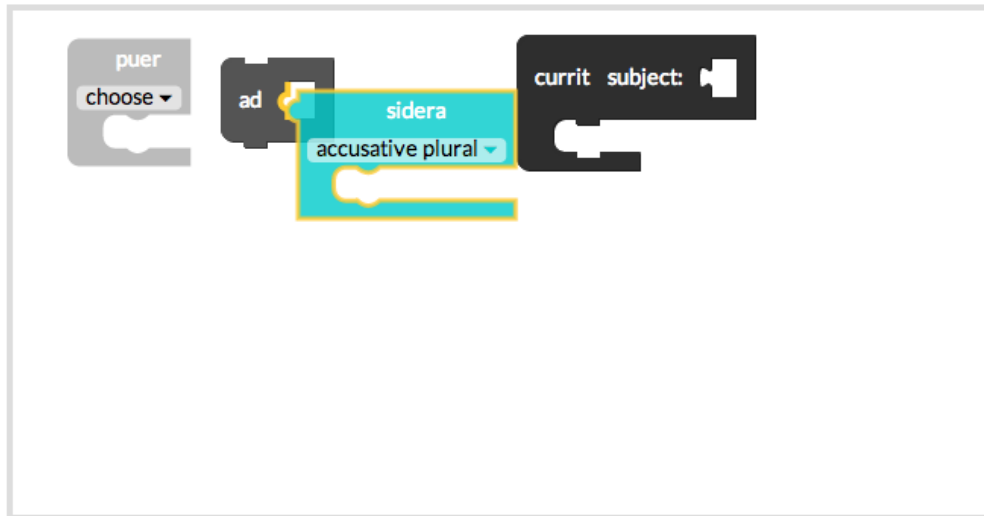 puer
choose
ad
sidera
accusative plural
currit subject: